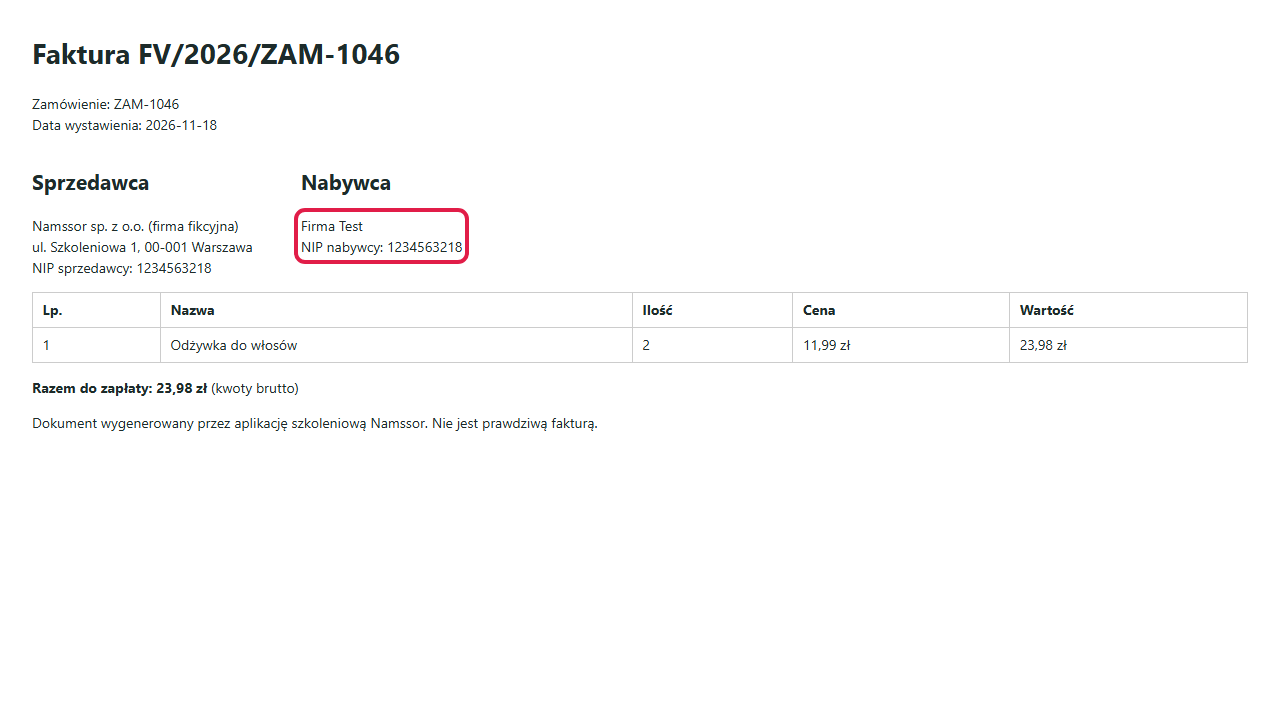 Faktura FV/2026/ZAM-1046
Zamówienie: ZAM-1046
Data wystawienia: 2026-11-18
Sprzedawca
Namssor sp. z o.o. (firma fikcyjna)
ul. Szkoleniowa 1, 00-001 Warszawa
NIP sprzedawcy: 1234563218
Nabywca
Firma Test
NIP nabywcy: 1234563218
Lp. Nazwa Ilość Cena Wartość
1 Odżywka do włosów 2 11,99 zł 23,98 zł
Razem do zapłaty: 23,98 zł (kwoty brutto)
Dokument wygenerowany przez aplikację szkoleniową Namssor. Nie jest prawdziwą fakturą.